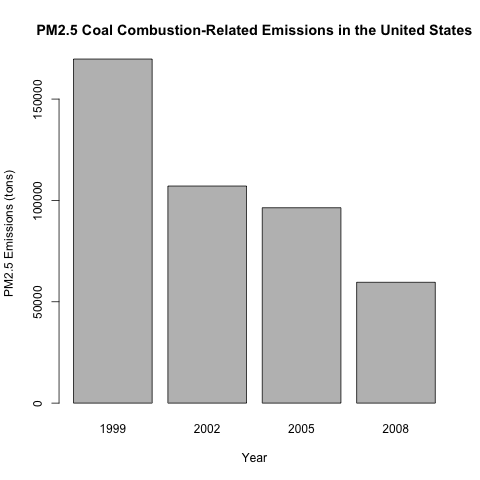 PM2.5 Coal Combustion-Related Emissions in the United States
PM2.5 Emissions (tons)
150000
100000
50000
0
1999 2002 2005 2008
Year